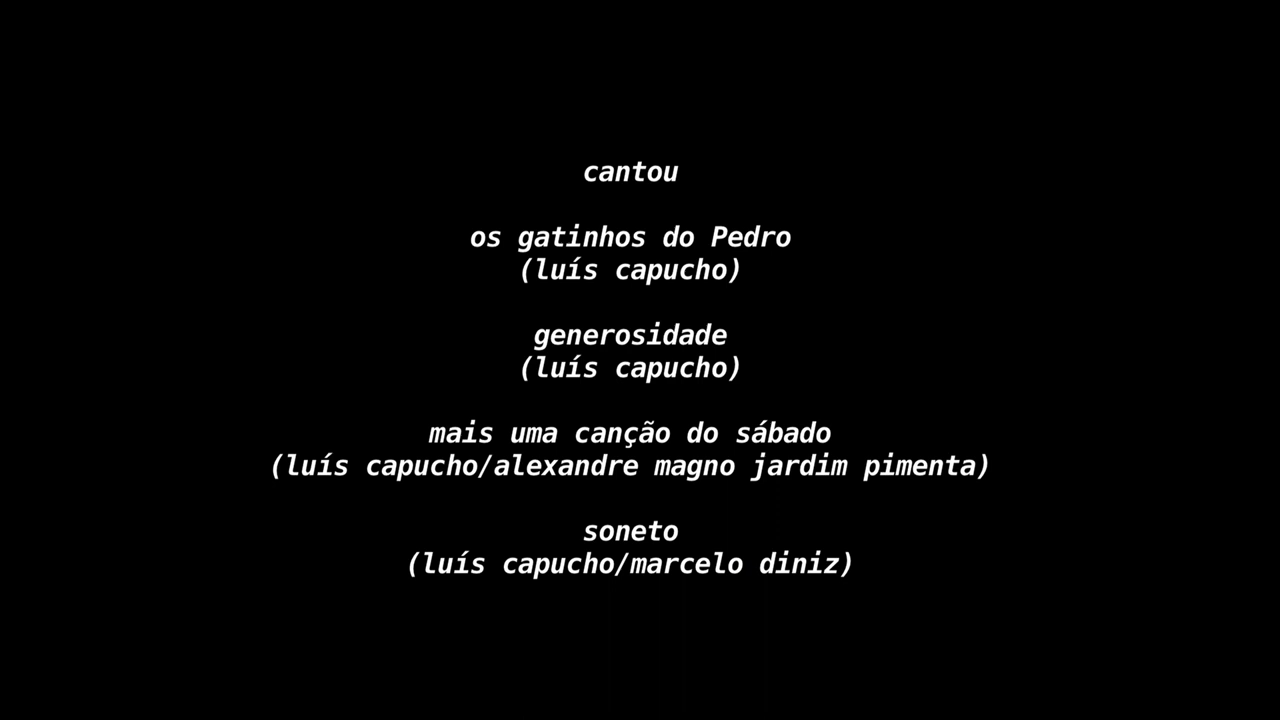 cantou
os gatinhos do Pedro
(luís capucho)
generosidade
(luís capucho)
mais uma canção do sábado
(luís capucho/alexandre magno jardim pimenta)
soneto
(luís capucho/marcelo diniz)